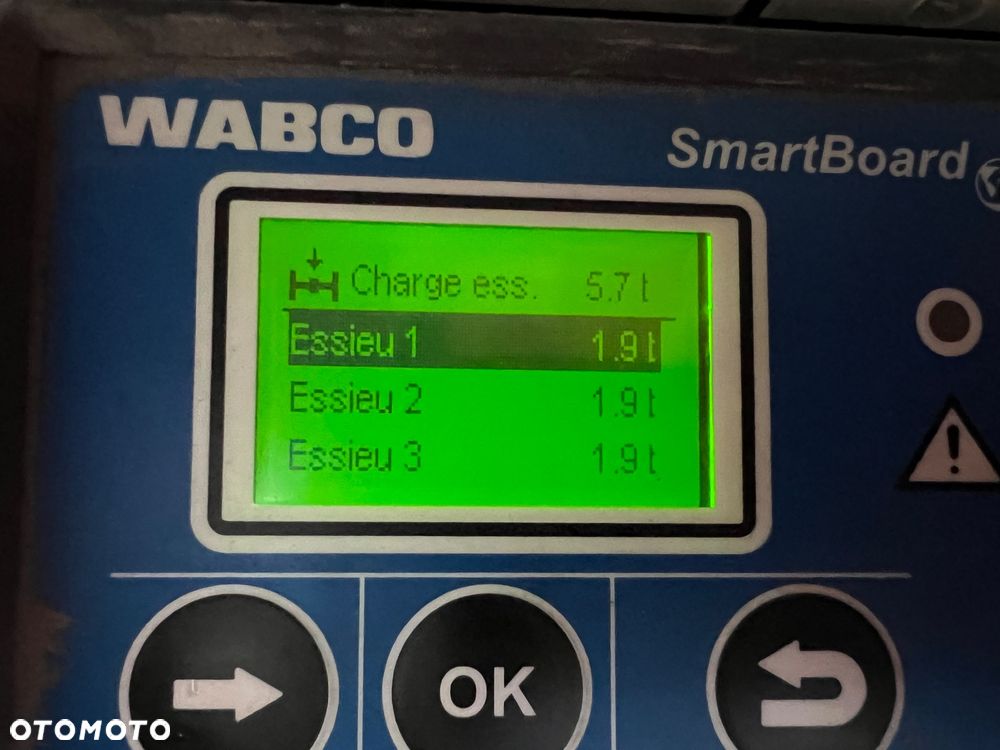 WABCO
SmartBoard
Charge ess. 5.7 t
Essieu 1 1.9 t
Essieu 2 1.9 t
Essieu 3 1.9 t
OK
OTOMOTO